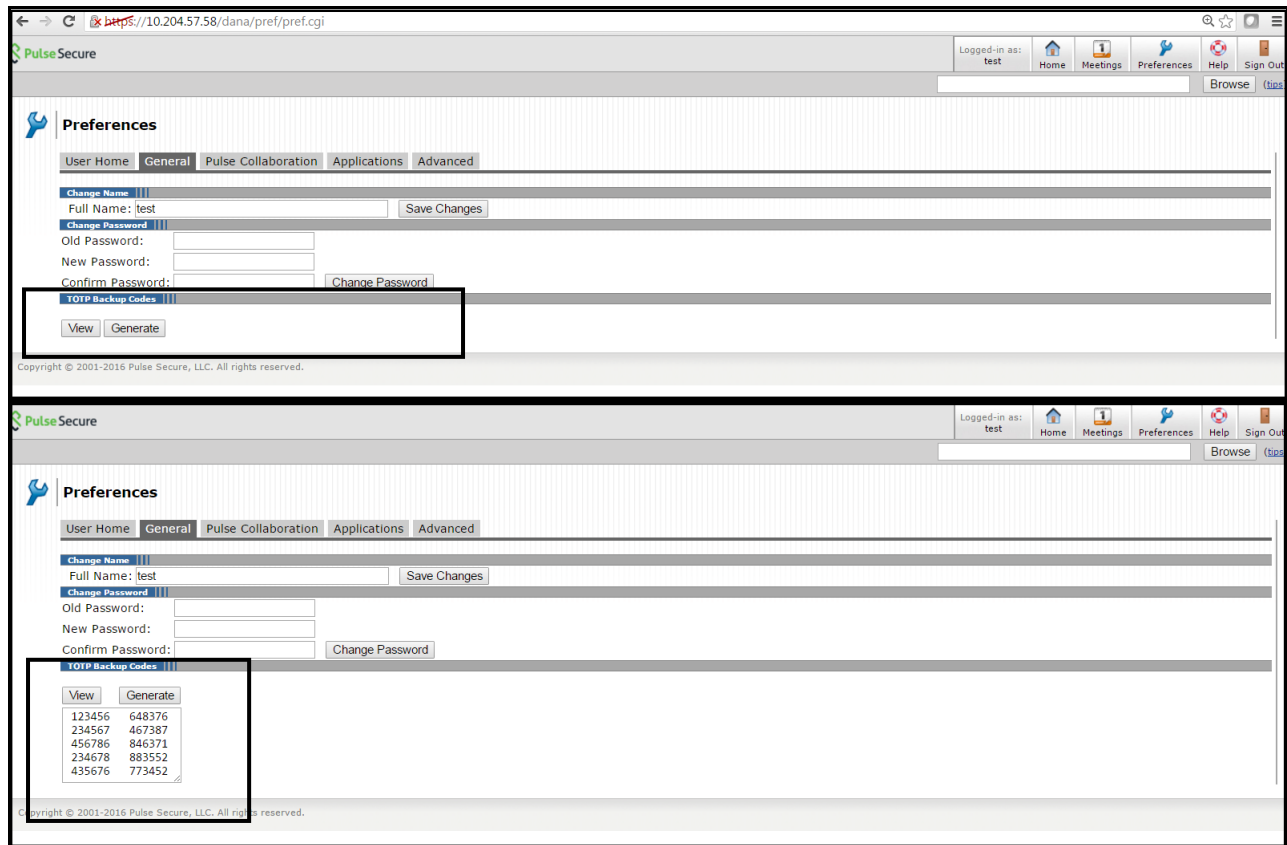 https://10.204.57.58/dana/pref/pref.cgi
Pulse Secure
Logged-in as:
test
Home Meetings Preferences Help Sign Out
Browse (tips
Preferences
User Home General Pulse Collaboration Applications Advanced
Change Name
Full Name: test Save Changes
Change Password
Old Password:
New Password:
Confirm Password: Change Password
TOTP Backup Codes
View Generate
Copyright © 2001-2016 Pulse Secure, LLC. All rights reserved.
Pulse Secure
Logged-in as:
test
Home Meetings Preferences Help Sign Out
Browse (tips
Preferences
User Home General Pulse Collaboration Applications Advanced
Change Name
Full Name: test Save Changes
Change Password
Old Password:
New Password:
Confirm Password: Change Password
TOTP Backup Codes
View Generate
123456 648376
234567 467387
456786 846371
234678 883552
435676 773452
Copyright © 2001-2016 Pulse Secure, LLC. All rights reserved.